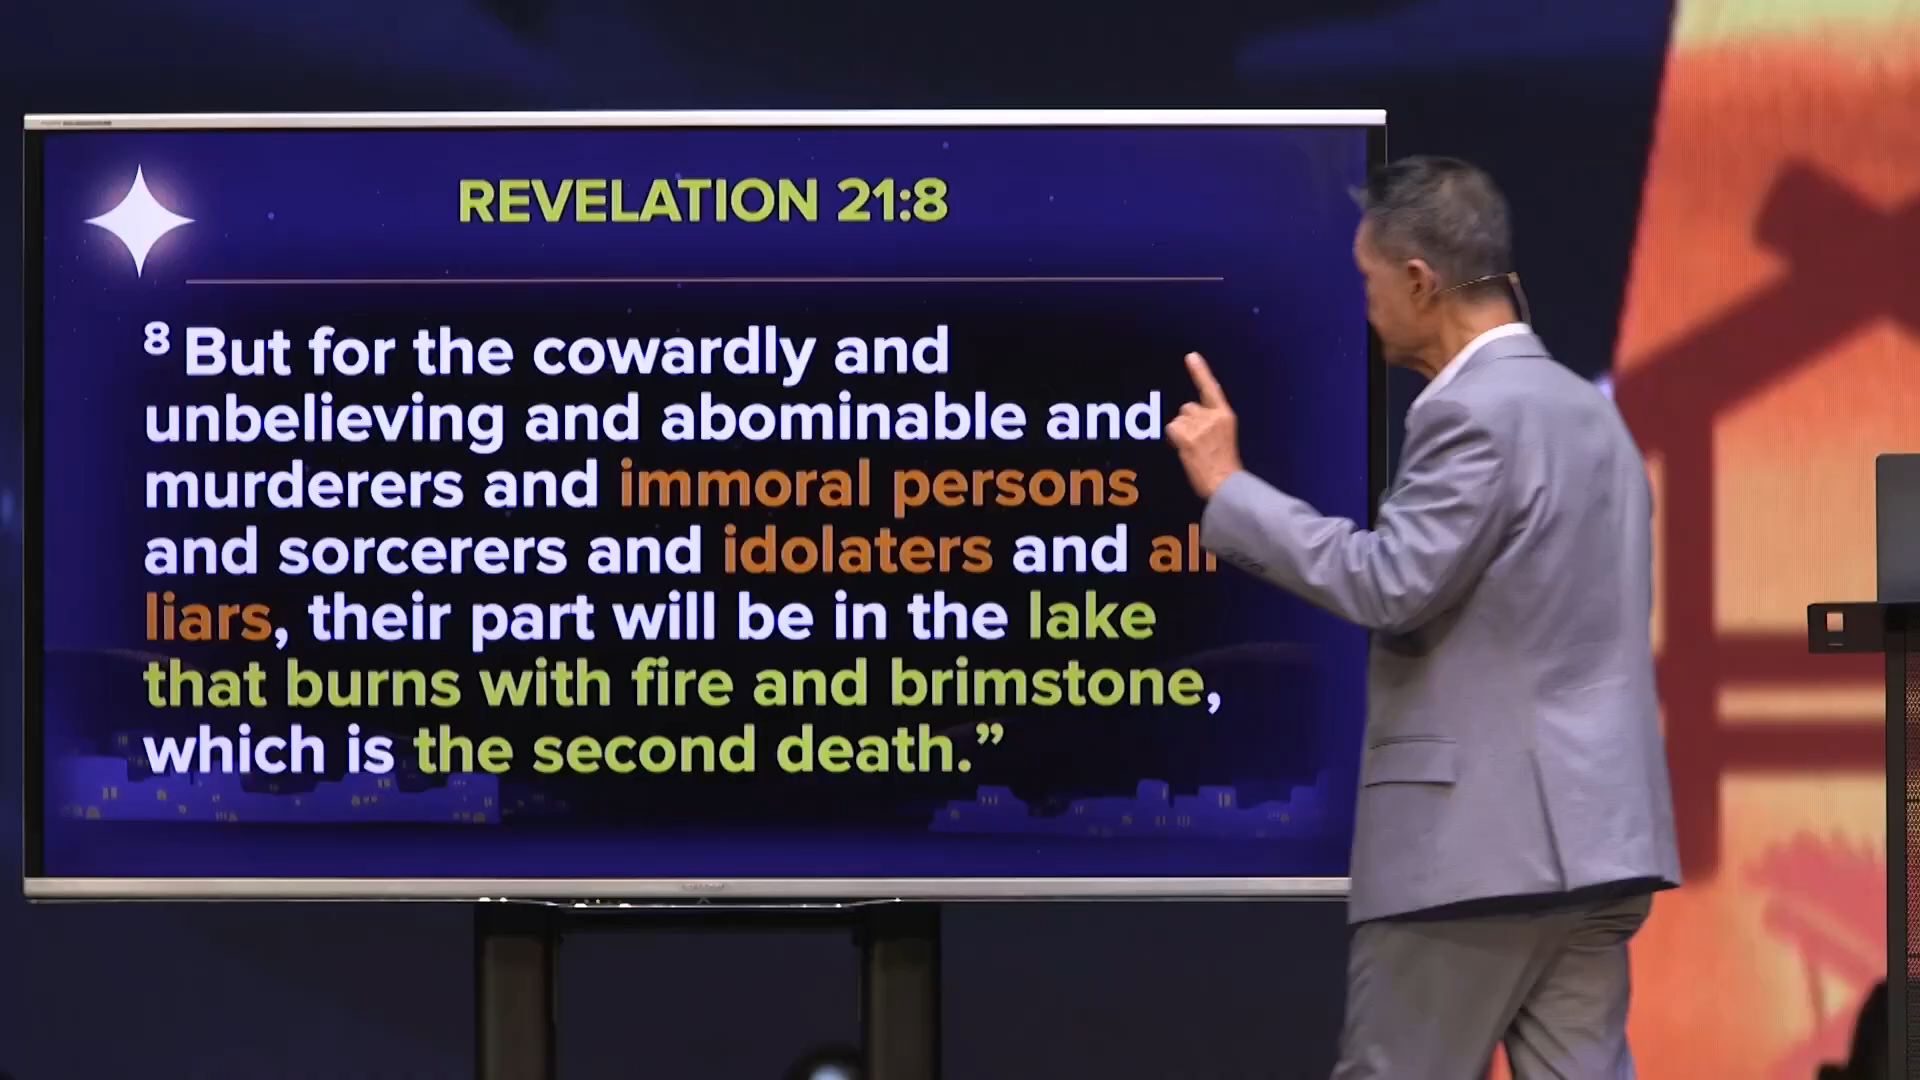 REVELATION 21:8
8 But for the cowardly and
unbelieving and abominable and
murderers and immoral persons
and sorcerers and idolaters and all
liars, their part will be in the lake
that burns with fire and brimstone,
which is the second death.”